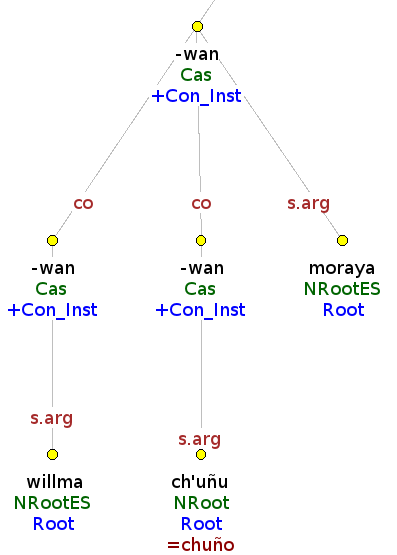 -wan
Cas
+Con_Inst
co co s.arg
-wan -wan moraya
Cas Cas NRootES
+Con_Inst +Con_Inst Root
s.arg s.arg
willma ch'uñu
NRootES NRoot
Root Root
=chuño